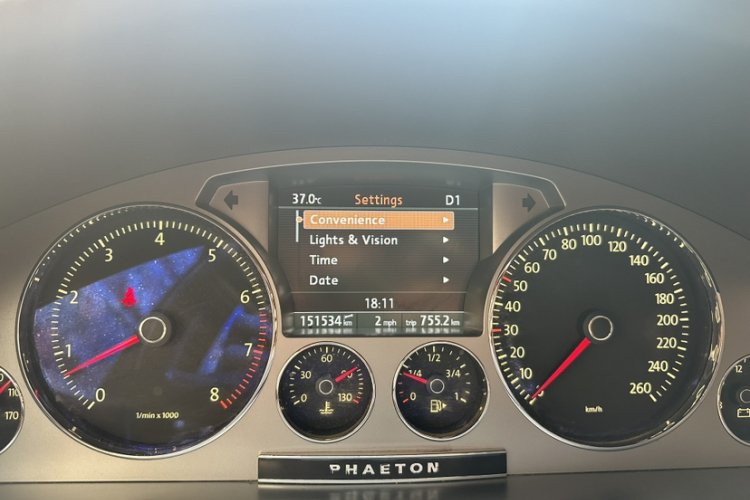 37.0°C Settings D1
Convenience
Lights & Vision
Time
Date
18:11
151534 km 2 mph trip 755.2 km
0 1 2 3 4 5 6 7 8
1/min x 1000
0 30 60 90 130
0 1/4 1/2 3/4 1
0 10 20 30 40 50 60 70 80 100 120 140 160 180 200 220 240 260
km/h
110
170
12
PHAETON